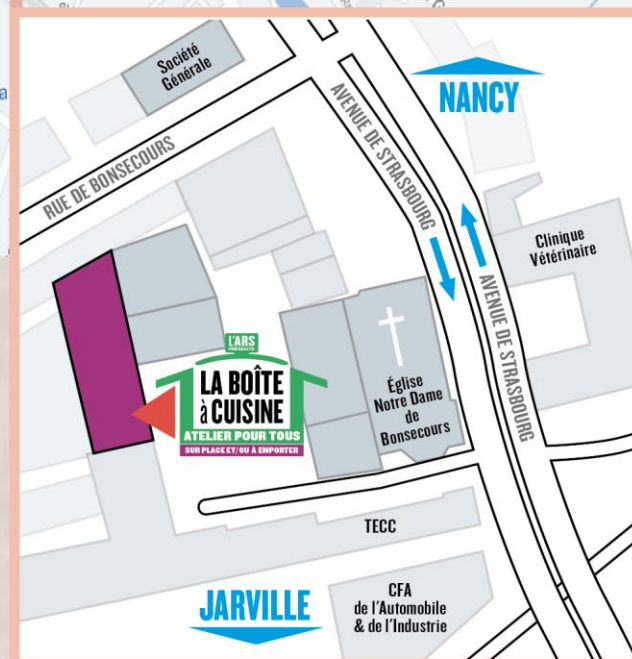 Société
Générale
NANCY
AVENUE DE STRASBOURG
RUE DE BONSECOURS
Clinique
Vétérinaire
AVENUE DE STRASBOURG
L'ARS
PRÉSENTE
LA BOÎTE
à CUISINE
ATELIER POUR TOUS
SUR PLACE ET/OU À EMPORTER
Église
Notre Dame
de
Bonsecours
TECC
JARVILLE
CFA
de l'Automobile
& de l'Industrie